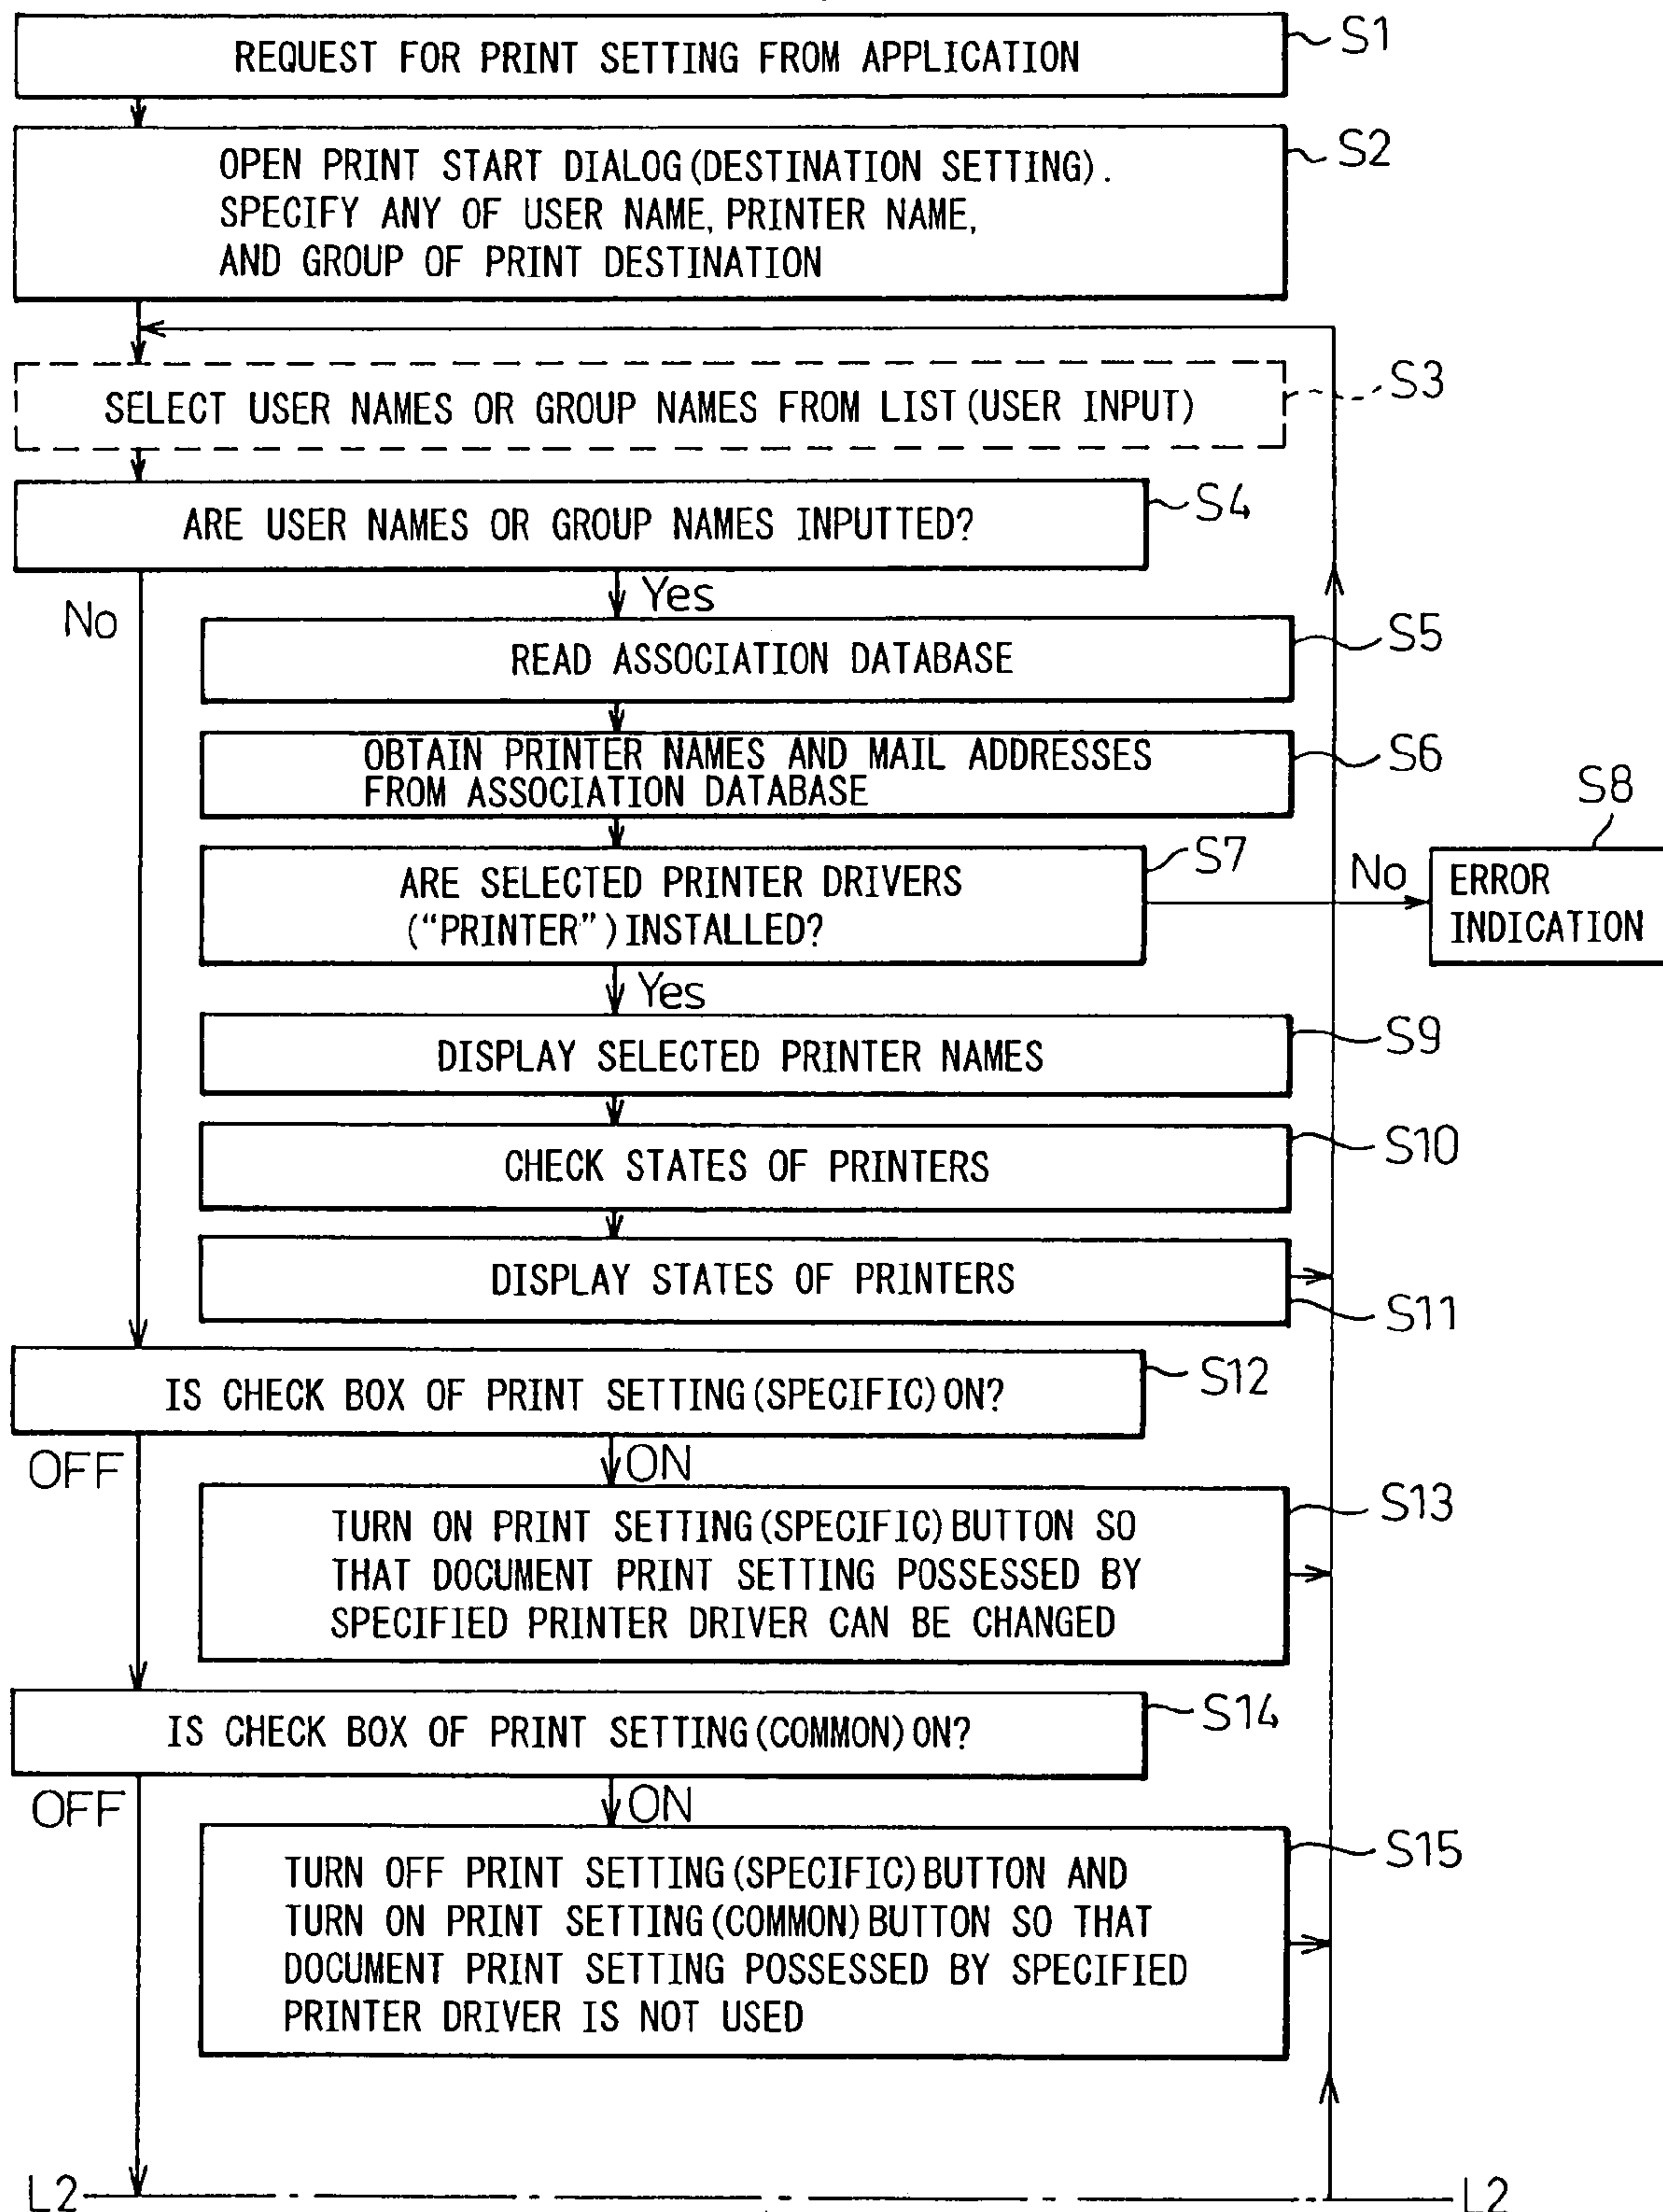 REQUEST FOR PRINT SETTING FROM APPLICATION
S1
OPEN PRINT START DIALOG(DESTINATION SETTING).
SPECIFY ANY OF USER NAME, PRINTER NAME,
AND GROUP OF PRINT DESTINATION
S2
SELECT USER NAMES OR GROUP NAMES FROM LIST(USER INPUT)
S3
ARE USER NAMES OR GROUP NAMES INPUTTED?
S4
No
Yes
READ ASSOCIATION DATABASE
S5
OBTAIN PRINTER NAMES AND MAIL ADDRESSES
FROM ASSOCIATION DATABASE
S6
ARE SELECTED PRINTER DRIVERS
(“PRINTER”)INSTALLED?
S7
No
S8
ERROR
INDICATION
Yes
DISPLAY SELECTED PRINTER NAMES
S9
CHECK STATES OF PRINTERS
S10
DISPLAY STATES OF PRINTERS
S11
IS CHECK BOX OF PRINT SETTING(SPECIFIC)ON?
S12
OFF
ON
TURN ON PRINT SETTING(SPECIFIC)BUTTON SO
THAT DOCUMENT PRINT SETTING POSSESSED BY
SPECIFIED PRINTER DRIVER CAN BE CHANGED
S13
IS CHECK BOX OF PRINT SETTING(COMMON)ON?
S14
OFF
ON
TURN OFF PRINT SETTING(SPECIFIC)BUTTON AND
TURN ON PRINT SETTING(COMMON)BUTTON SO THAT
DOCUMENT PRINT SETTING POSSESSED BY SPECIFIED
PRINTER DRIVER IS NOT USED
S15
L2
L2